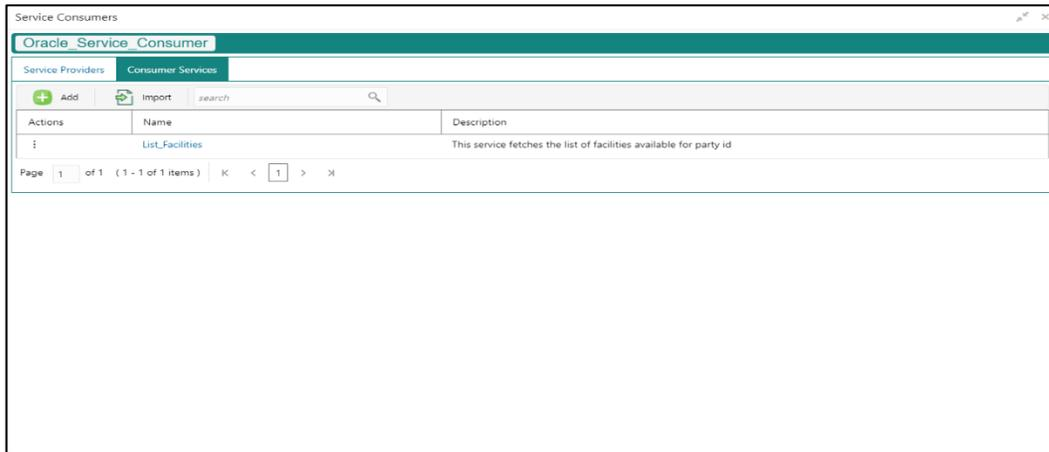 Service Consumers
Oracle_Service_Consumer
Service Providers Consumer Services
Add Import search
Actions Name Description
List_Facilities This service fetches the list of facilities available for party id
Page 1 of 1 (1 - 1 of 1 items) 1